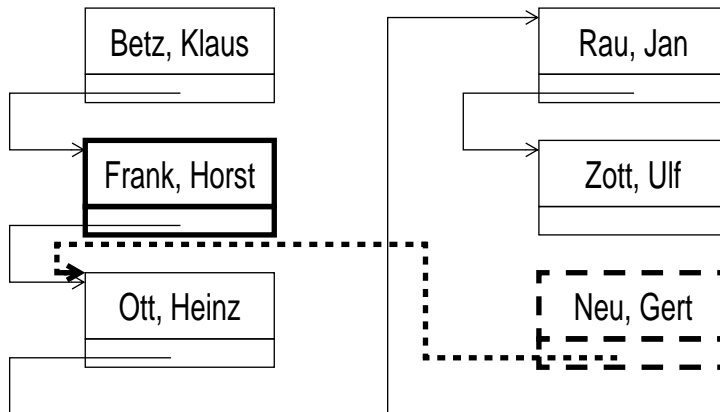 Betz, Klaus
Frank, Horst
Ott, Heinz
Rau, Jan
Zott, Ulf
Neu, Gert